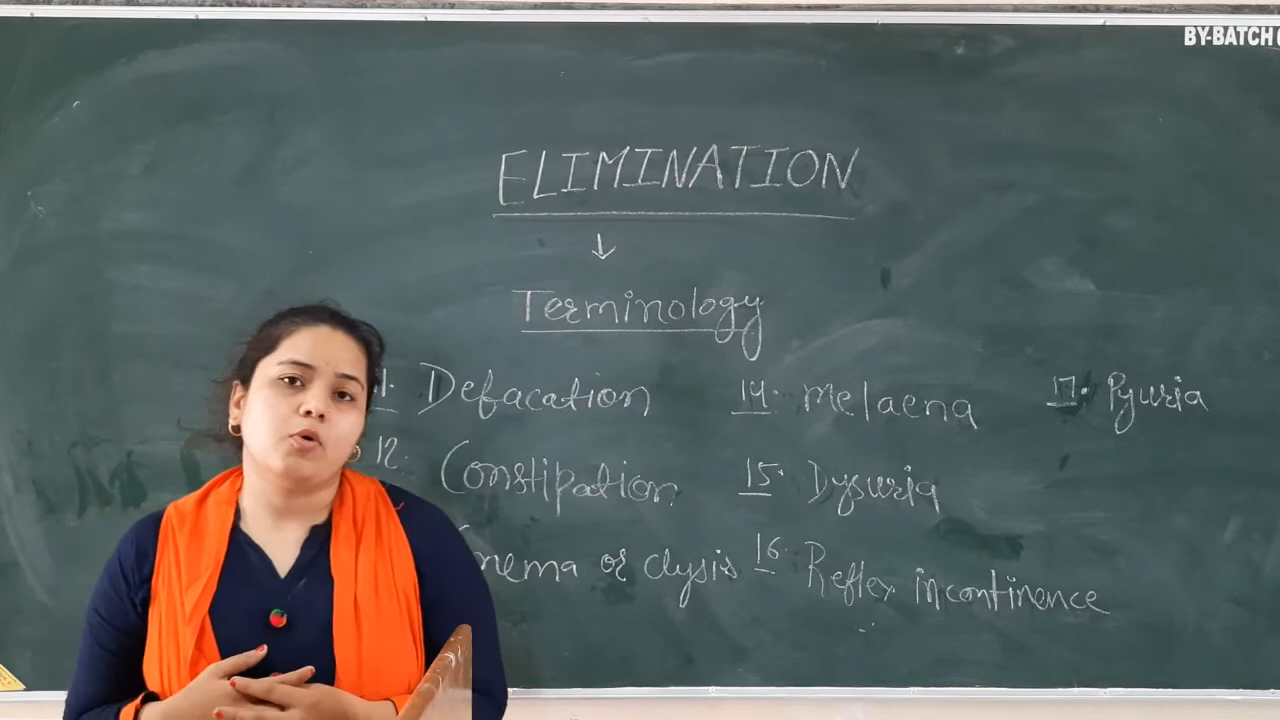 BY-BATCH
ELIMINATION
↓
Terminology
1. Defacation 14. Melaena 17. Pyuria
12. Constipation 15. Dysuria
nema or clysis 16. Reflex incontinence